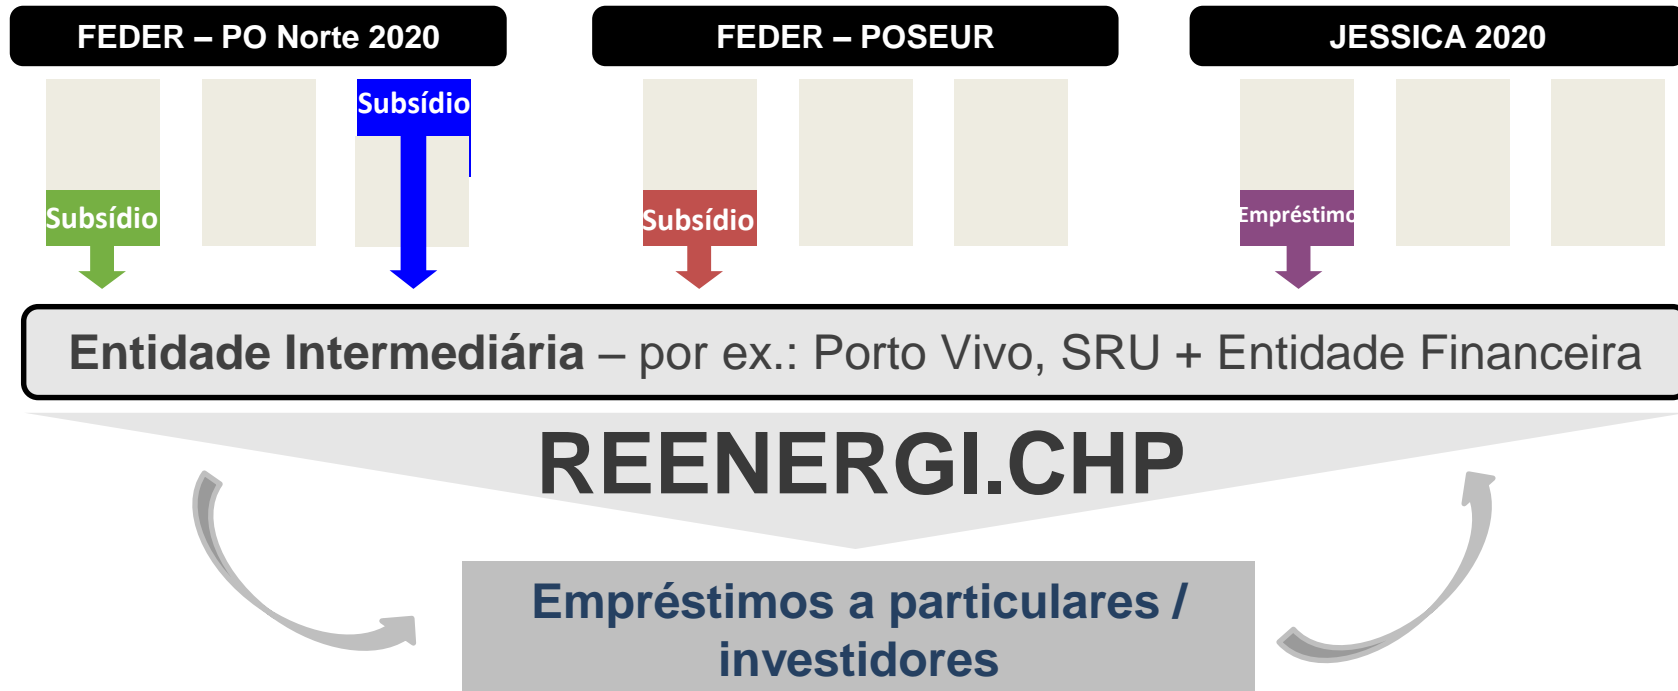 FEDER – PO Norte 2020
FEDER – POSEUR
JESSICA 2020
Subsídio
Subsídio
Subsídio
Empréstimo
Entidade Intermediária – por ex.: Porto Vivo, SRU + Entidade Financeira
REENERGI.CHP
Empréstimos a particulares /
investidores